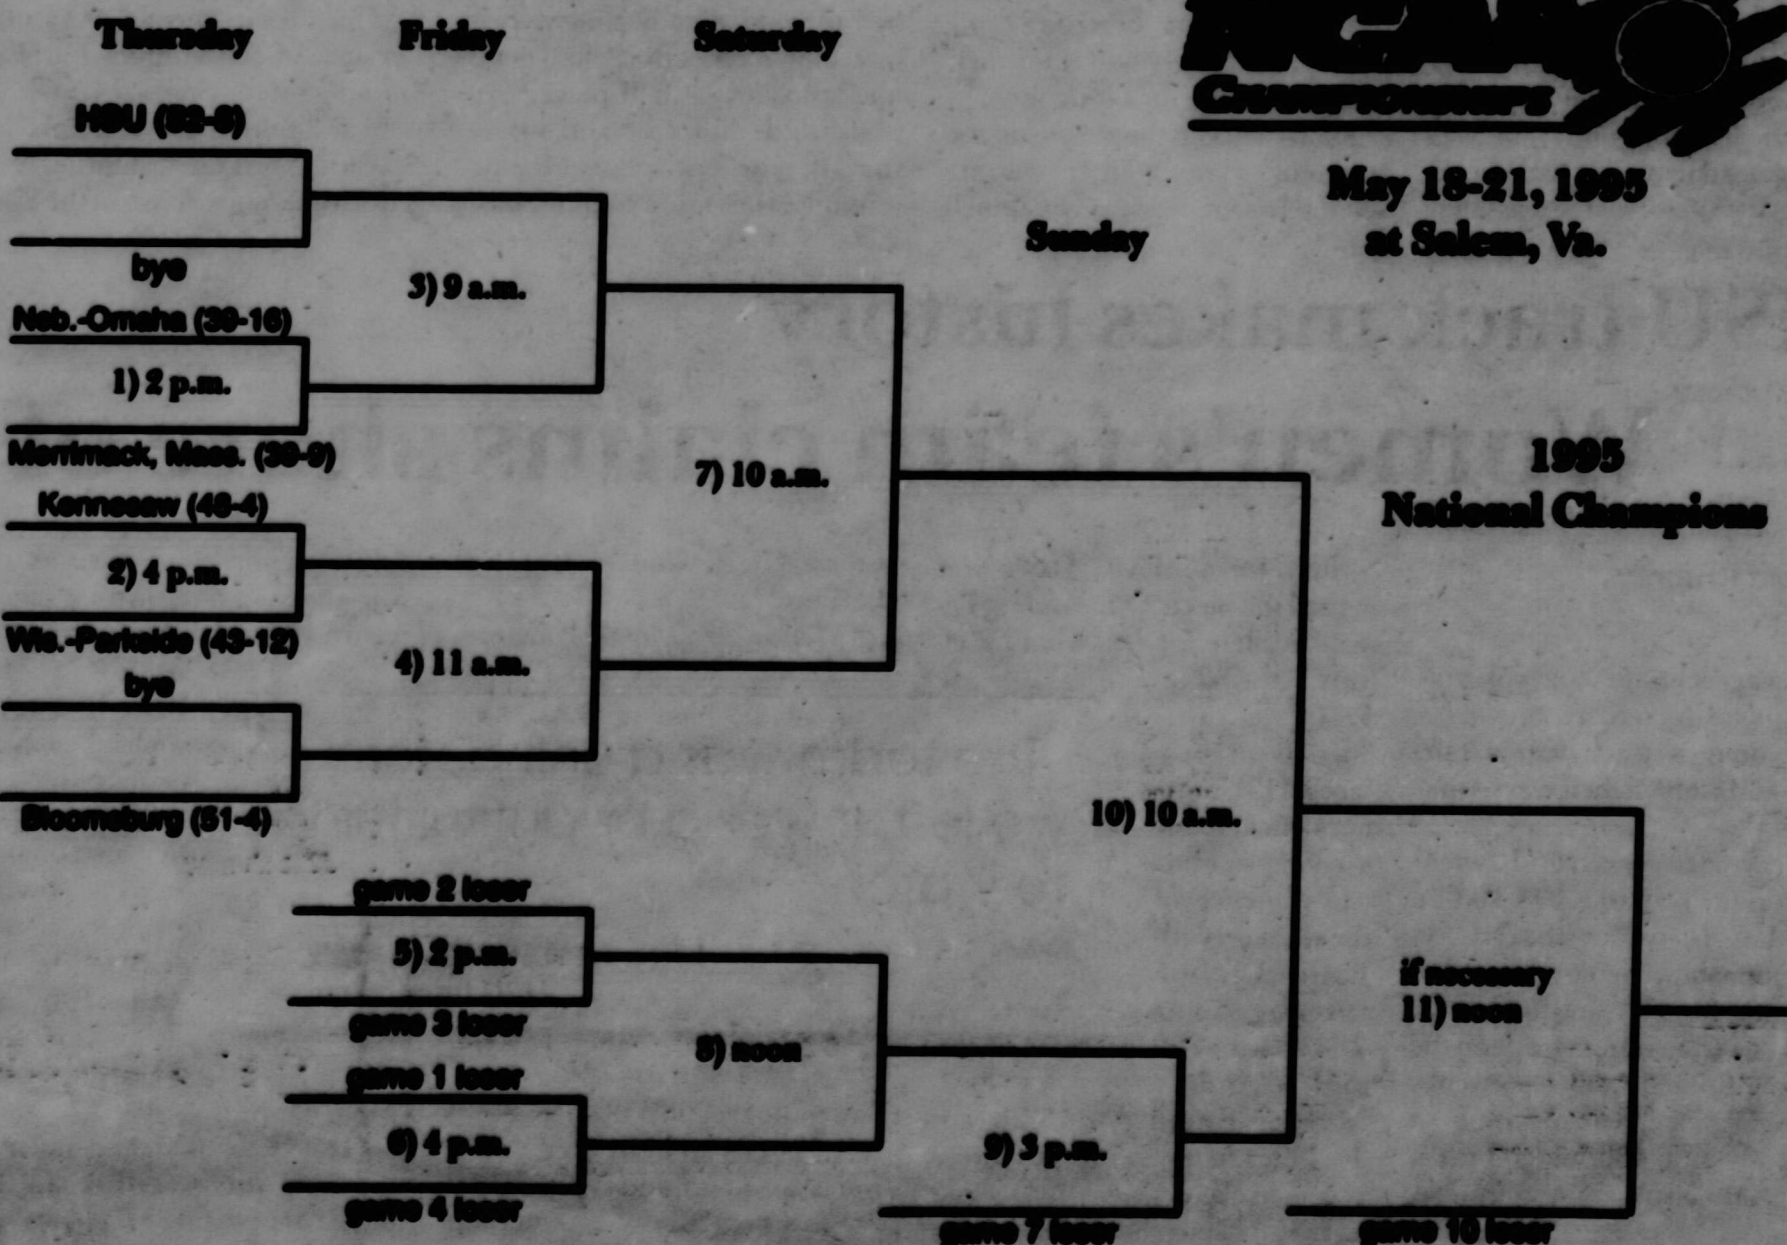 Thursday
Friday
Saturday
NCAA
CHAMPIONSHIPS
May 18-21, 1995
at Salem, Va.
Sunday
HSU (52-8)
bye
3) 9 a.m.
Neb.-Omaha (39-16)
1) 2 p.m.
Merrimack, Mass. (39-9)
7) 10 a.m.
Kennesaw (48-4)
2) 4 p.m.
Wis.-Parkside (43-12)
4) 11 a.m.
bye
Bloomsburg (51-4)
1995
National Champions
10) 10 a.m.
game 2 loser
5) 2 p.m.
game 3 loser
8) noon
game 1 loser
6) 4 p.m.
game 4 loser
9) 3 p.m.
game 7 loser
if necessary
11) noon
game 10 loser